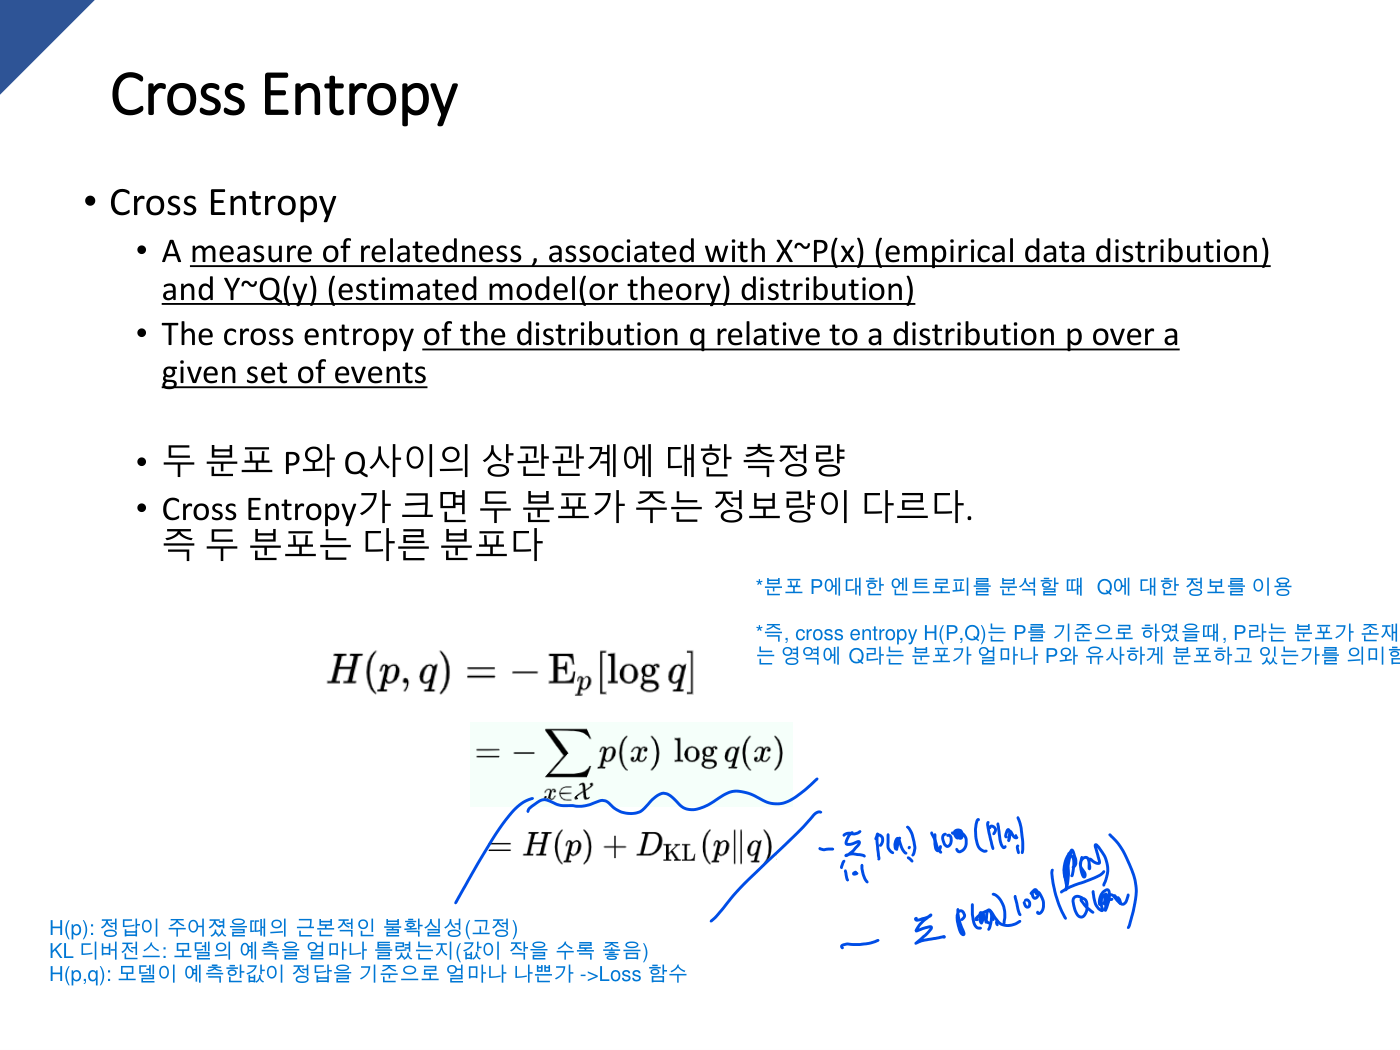 Cross Entropy
• Cross Entropy
• A measure of relatedness , associated with X~P(x) (empirical data distribution)
and Y~Q(y) (estimated model(or theory) distribution)
• The cross entropy of the distribution q relative to a distribution p over a
given set of events
• 두 분포 P와 Q사이의 상관관계에 대한 측정량
• Cross Entropy가 크면 두 분포가 주는 정보량이 다르다.
즉 두 분포는 다른 분포다
*분포 P에대한 엔트로피를 분석할 때  Q에 대한 정보를 이용
*즉, cross entropy H(P,Q)는 P를 기준으로 하였을때, P라는 분포가 존재
는 영역에 Q라는 분포가 얼마나 P와 유사하게 분포하고 있는가를 의미함
H(p, q) = − E_p[log q]
= − ∑_{x∈𝒳} p(x) log q(x)
= H(p) + D_KL(p∥q)
− ∑ i=1 P(xi) log(P(xi)
− ∑ log
H(p): 정답이 주어졌을때의 근본적인 불확실성(고정)
KL 디버전스: 모델의 예측을 얼마나 틀렸는지(값이 작을 수록 좋음)
H(p,q): 모델이 예측한값이 정답을 기준으로 얼마나 나쁜가 ->Loss 함수